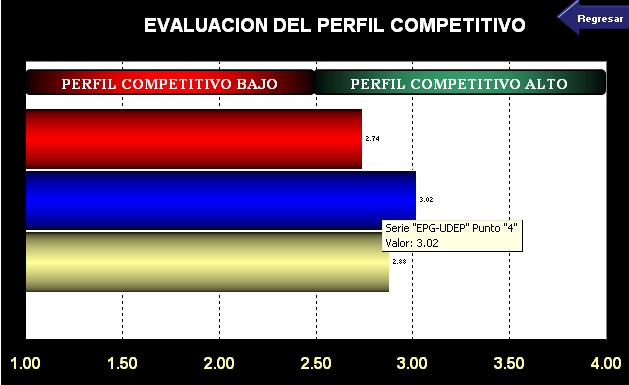 EVALUACION DEL PERFIL COMPETITIVO
Regresar
PERFIL COMPETITIVO BAJO
PERFIL COMPETITIVO ALTO
2.74
3.02
Serie "EPG-UDEP" Punto "4"
Valor: 3.02
2.88
1.00 1.50 2.00 2.50 3.00 3.50 4.00